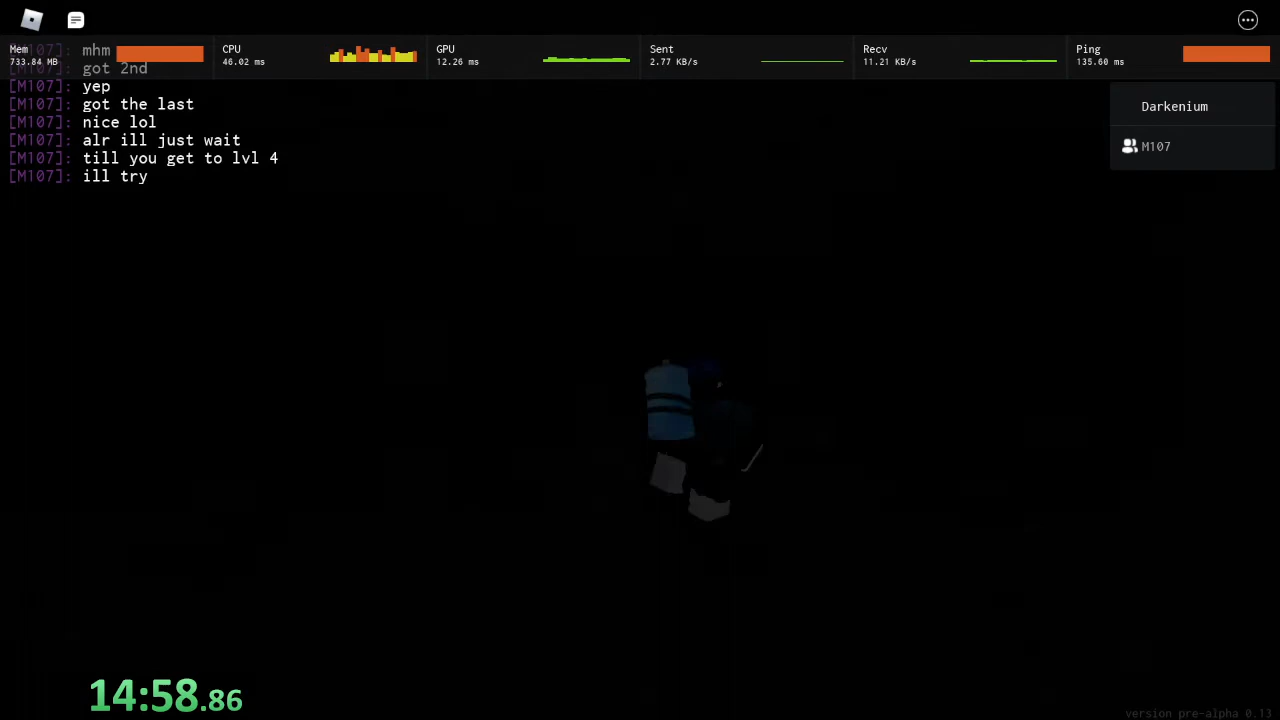 Mem
733.84 MB
CPU
46.02 ms
GPU
12.26 ms
Sent
2.77 KB/s
Recv
11.21 KB/s
Ping
135.60 ms
[M107]: mhm
[M107]: got 2nd
[M107]: yep
[M107]: got the last
[M107]: nice lol
[M107]: alr ill just wait
[M107]: till you get to lvl 4
[M107]: ill try
Darkenium
M107
14:58.86
version pre-alpha 0.13